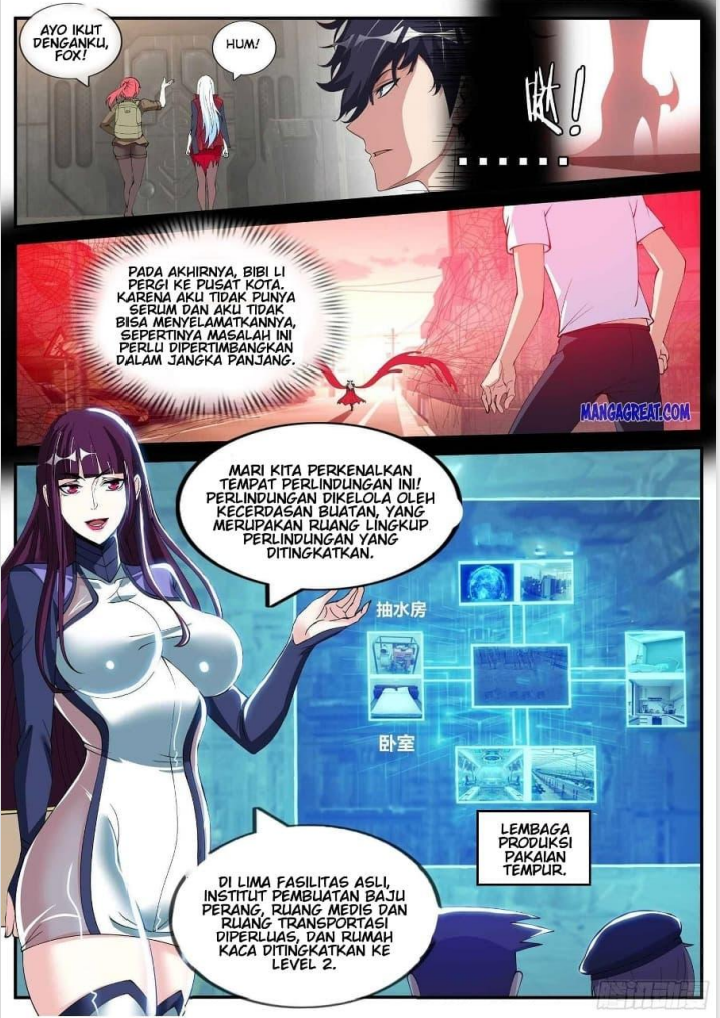 AYO IKUT
DENGANKU,
FOX!
HUM!
......
PADA AKHIRNYA, BIBI LI
PERGI KE PUSAT KOTA.
KARENA AKU TIDAK PUNYA
SERUM DAN AKU TIDAK
BISA MENYELAMATKANNYA,
SEPERTINYA MASALAH INI
PERLU DIPERTIMBANGKAN
DALAM JANGKA PANJANG.
MANGAGREAT.COM
MARI KITA PERKENALKAN
TEMPAT PERLINDUNGAN INI!
PERLINDUNGAN DIKELOLA OLEH
KECERDASAN BUATAN, YANG
MERUPAKAN RUANG LINGKUP
PERLINDUNGAN YANG
DITINGKATKAN.
抽水房
卧室
LEMBAGA
PRODUKSI
PAKAIAN
TEMPUR.
DI LIMA FASILITAS ASLI,
INSTITUT PEMBUATAN BAJU
PERANG, RUANG MEDIS DAN
RUANG TRANSPORTASI
DIPERLUAS, DAN RUMAH
KACA DITINGKATKAN KE
LEVEL 2.